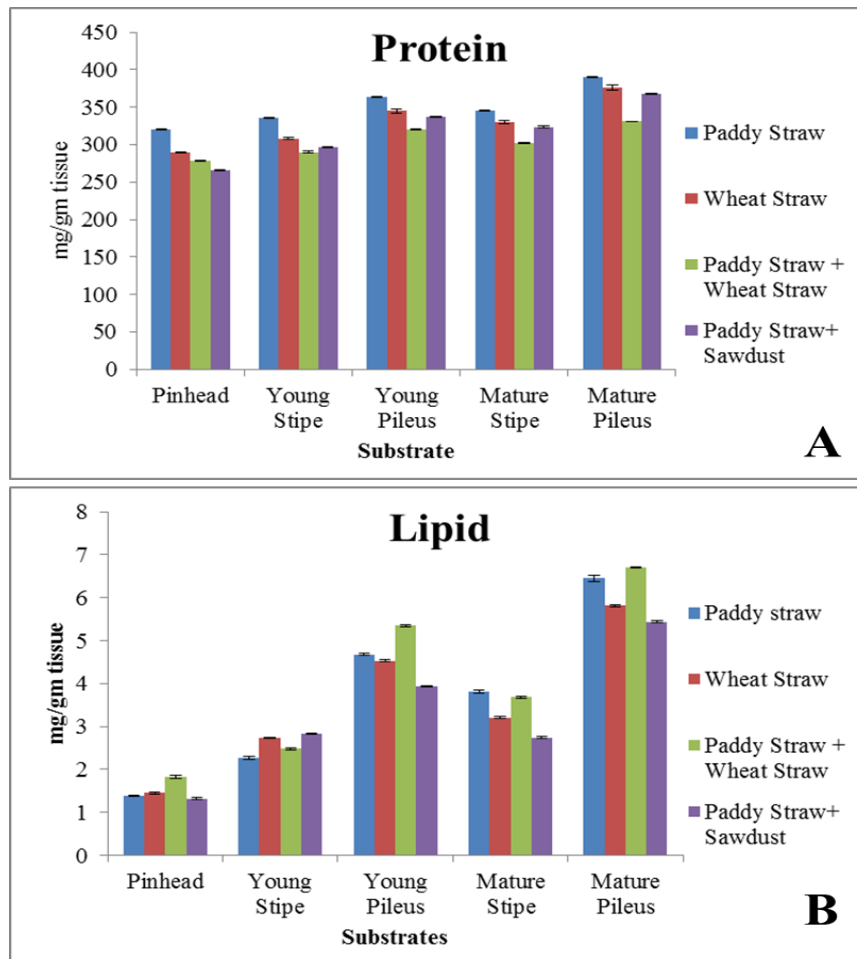 Protein
450
400
350
300
250
200
150
100
50
0
mg/gm tissue
Pinhead
Young
Stipe
Young
Pileus
Mature
Stipe
Mature
Pileus
Substrate
Paddy Straw
Wheat Straw
Paddy Straw +
Wheat Straw
Paddy Straw+
Sawdust
A
Lipid
8
7
6
5
4
3
2
1
0
mg/gm tissue
Pinhead
Young
Stipe
Young
Pileus
Mature
Stipe
Mature
Pileus
Substrates
Paddy straw
Wheat Straw
Paddy Straw +
Wheat Straw
Paddy Straw+
Sawdust
B